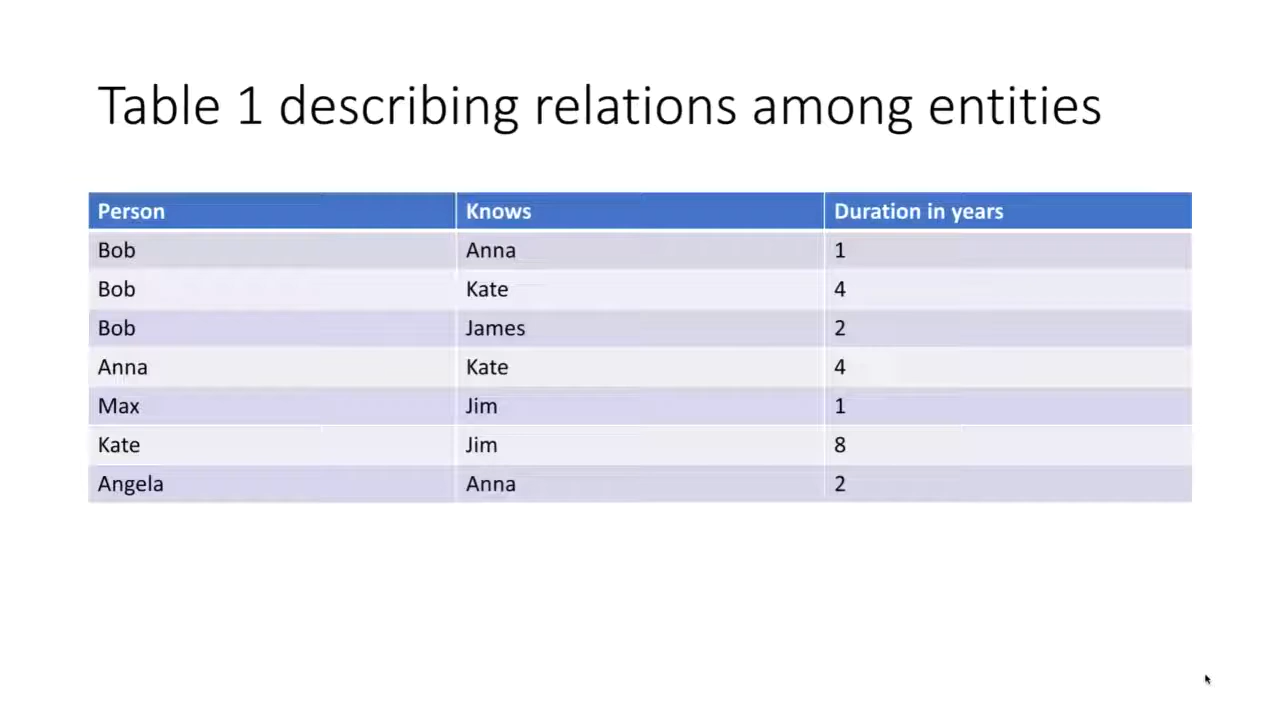 Table 1 describing relations among entities
Person Knows Duration in years
Bob Anna 1
Bob Kate 4
Bob James 2
Anna Kate 4
Max Jim 1
Kate Jim 8
Angela Anna 2